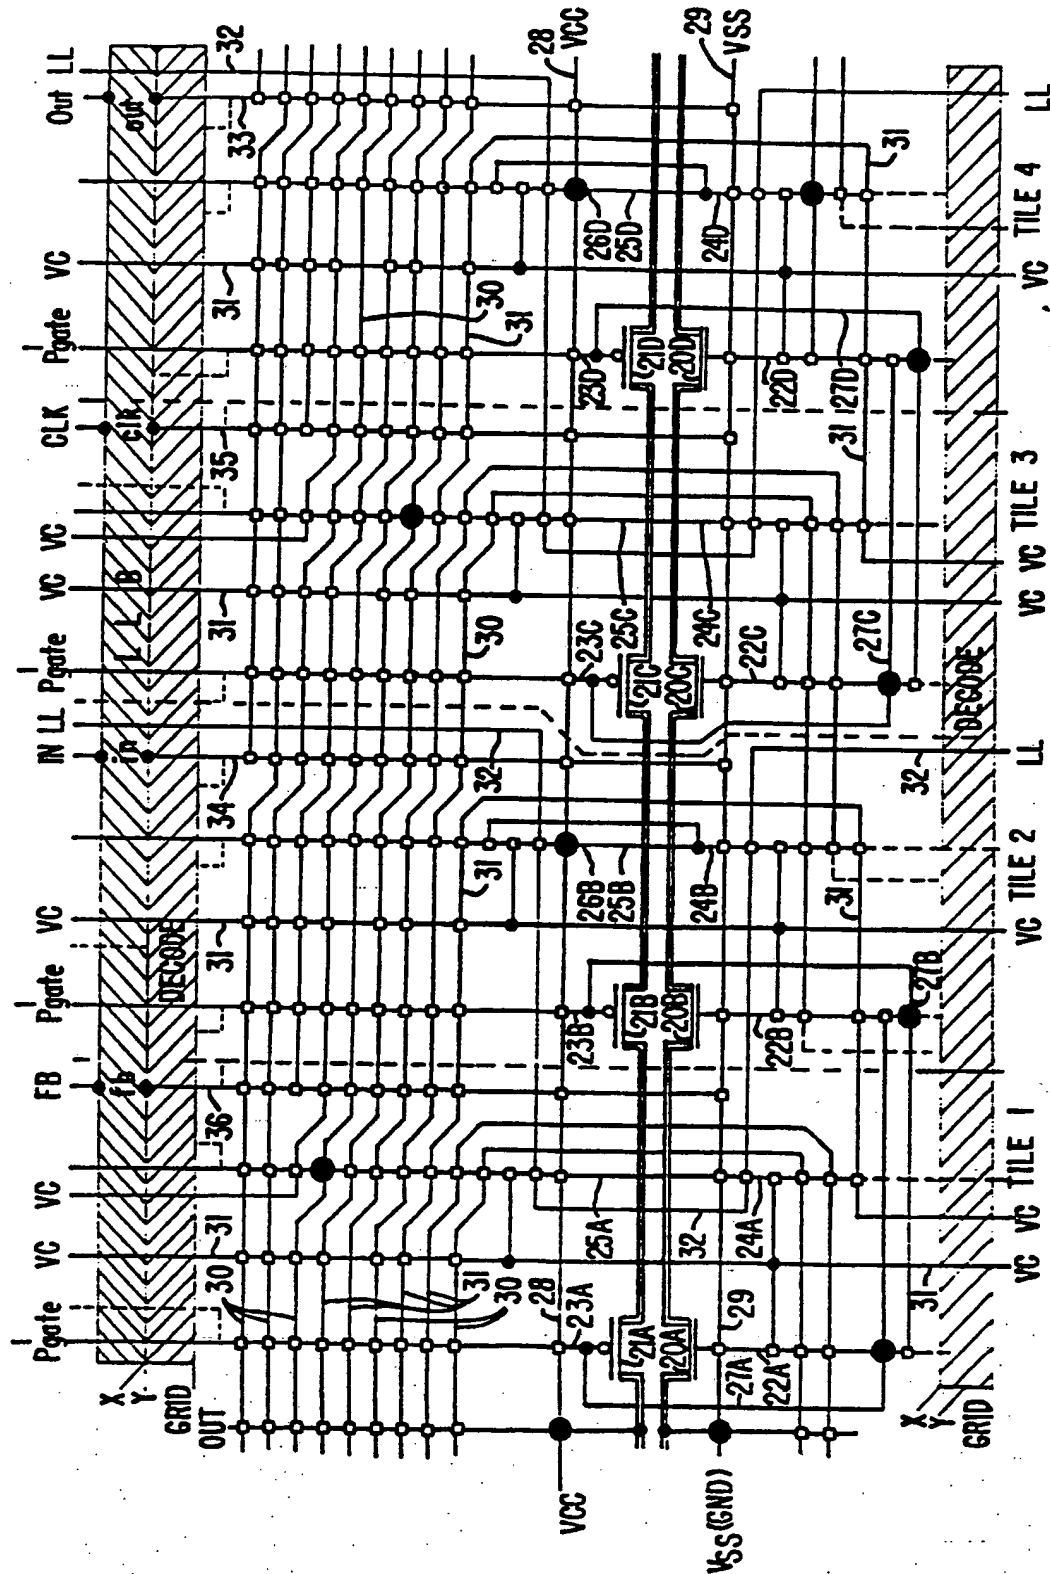 Pgate
VC
VC
FB
Pgate
VC
IN
LL
Pgate
VC
VC
CLK
Pgate
VC
Out
LL
X
Y
GRID
OUT
fb
DECODE
in
L L B
clk
out
30
31
36
31
34
32
31
35
31
33
32
28
VCC
29
VSS
31
30
28
31
30
30
31
VCC
23A
21A
20A
29
27A
22A
25A
32
24A
VSS(GND)
23B
21B
20B
22B
27B
26B
25B
24B
31
23C
21C
20C
22C
27C
25C
24C
31
23D
21D
20D
22D
27D
26D
25D
24D
31
31
32
X
Y
GRID
DECODE
VC
VC
TILE 1
VC
TILE 2
LL
VC
VC
TILE 3
VC
TILE 4
LL